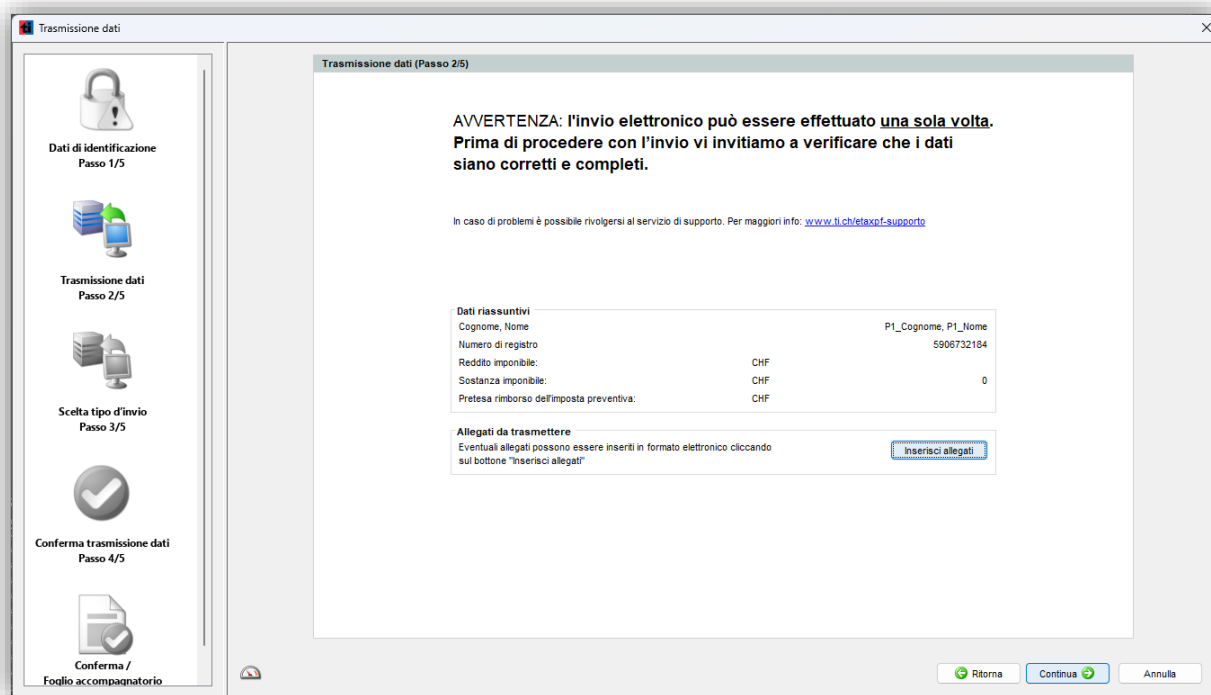 Trasmissione dati
Dati di identificazione
Passo 1/5
Trasmissione dati
Passo 2/5
Scelta tipo d'invio
Passo 3/5
Conferma trasmissione dati
Passo 4/5
Conferma /
Foglio accompagnatorio
Trasmissione dati (Passo 2/5)
AVVERTENZA: l'invio elettronico può essere effettuato una sola volta.
Prima di procedere con l'invio vi invitiamo a verificare che i dati
siano corretti e completi.
In caso di problemi è possibile rivolgersi al servizio di supporto. Per maggiori info: www.ti.ch/etaxpf-supporto
Dati riassuntivi
Cognome, Nome P1_Cognome, P1_Nome
Numero di registro 5906732184
Reddito imponibile: CHF
Sostanza imponibile: CHF 0
Pretesa rimborso dell'imposta preventiva: CHF
Allegati da trasmettere
Eventuali allegati possono essere inseriti in formato elettronico cliccando
sul bottone "Inserisci allegati"
Inserisci allegati
Ritorna Continua Annulla